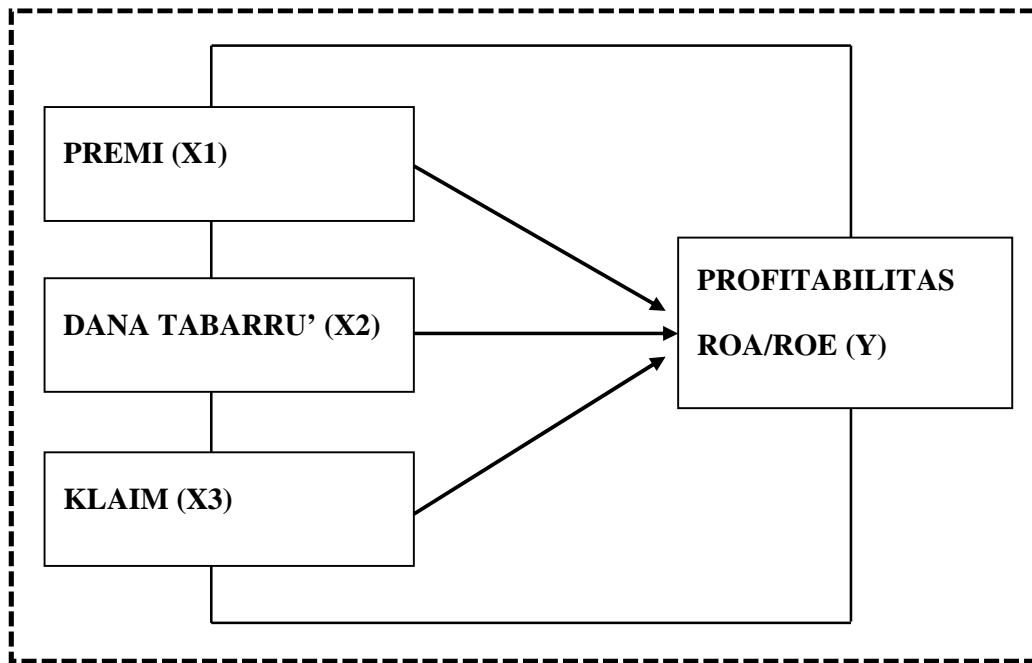 PREMI (X1)
DANA TABARRU’ (X2)
KLAIM (X3)
PROFITABILITAS
ROA/ROE (Y)